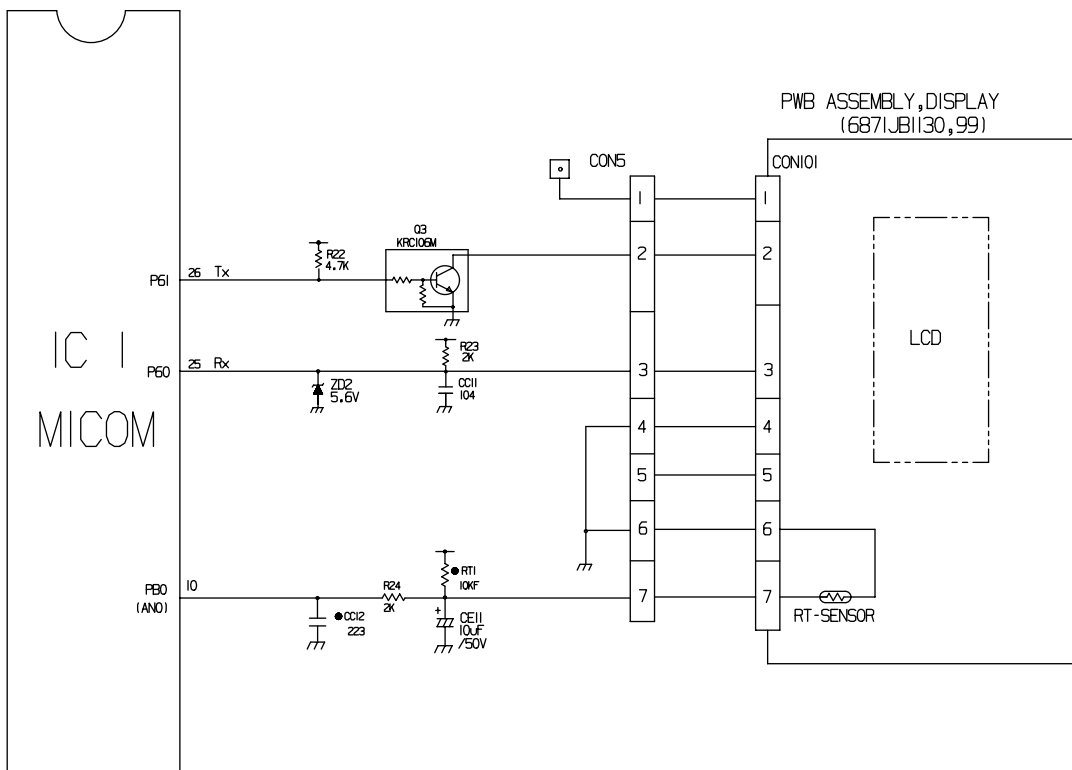 PWB ASSEMBLY,DISPLAY
(6871JB1130,99)
CON5
CON101
1
1
Q3
KRC106M
R22
4.7K
2
2
P61
26 Tx
IC 1
MICOM
LCD
R23
2K
P60
25 Rx
3
3
ZD2
5.6V
CC11
104
4
4
5
5
6
6
RT1
10KF
PB0
(AN0)
10
R24
2K
7
7
CC12
223
+
CE11
10uF
/50V
RT-SENSOR